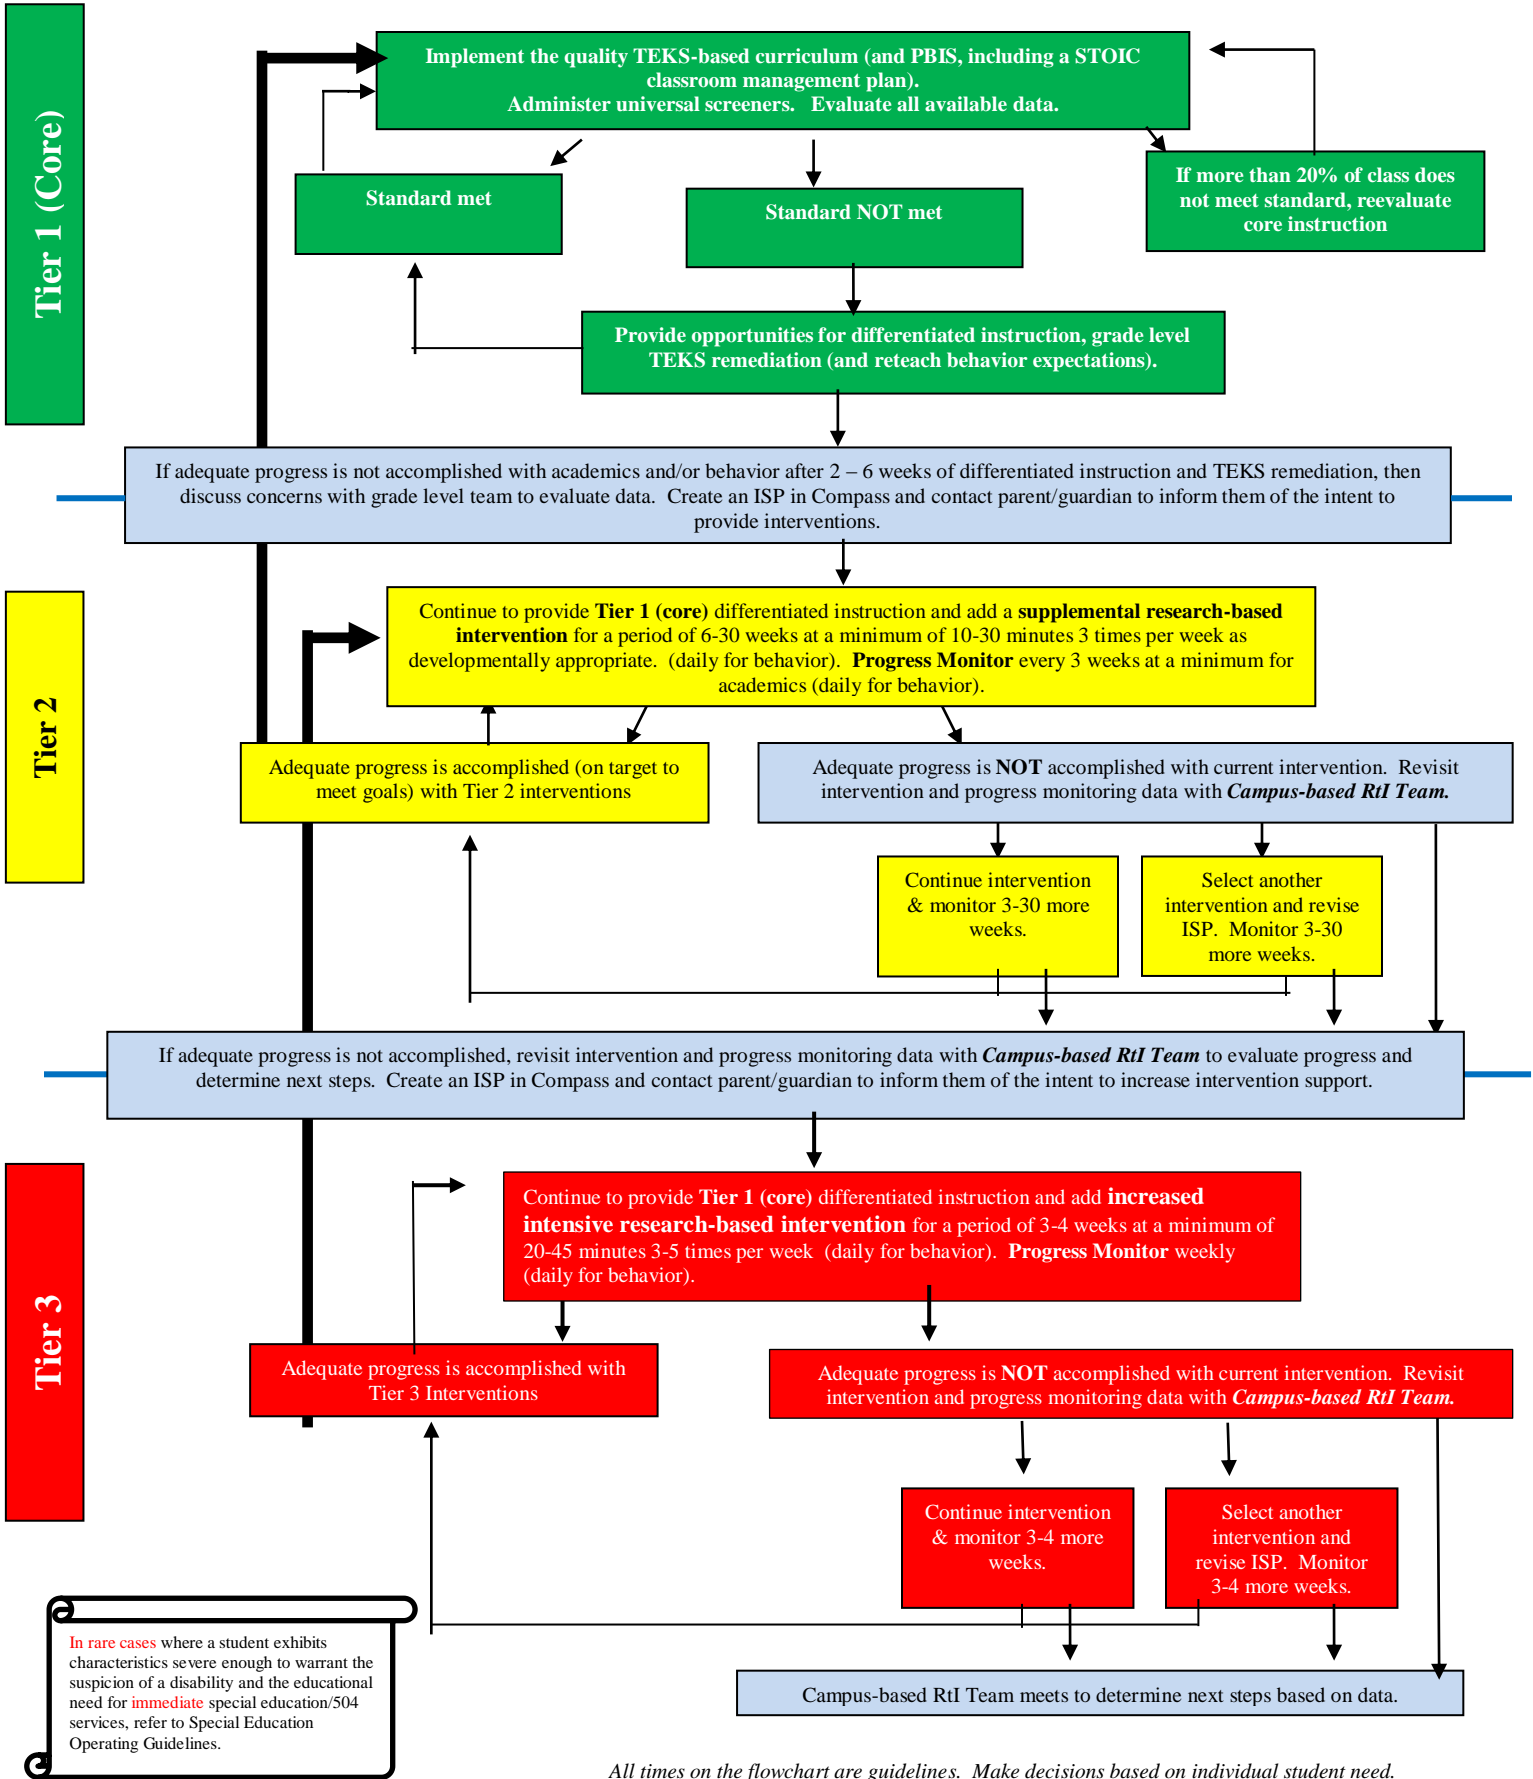 Tier 1 (Core)
Implement the quality TEKS-based curriculum (and PBIS, including a STOIC
classroom management plan).
Administer universal screeners.   Evaluate all available data.
Standard met
Standard NOT met
If more than 20% of class does
not meet standard, reevaluate
core instruction
Provide opportunities for differentiated instruction, grade level
TEKS remediation (and reteach behavior expectations).
If adequate progress is not accomplished with academics and/or behavior after 2 – 6 weeks of differentiated instruction and TEKS remediation, then
discuss concerns with grade level team to evaluate data.  Create an ISP in Compass and contact parent/guardian to inform them of the intent to
provide interventions.
Tier 2
Continue to provide Tier 1 (core) differentiated instruction and add a supplemental research-based
intervention for a period of 6-30 weeks at a minimum of 10-30 minutes 3 times per week as
developmentally appropriate.  (daily for behavior).  Progress Monitor every 3 weeks at a minimum for
academics (daily for behavior).
Adequate progress is accomplished (on target to
meet goals) with Tier 2 interventions
Adequate progress is NOT accomplished with current intervention.  Revisit
intervention and progress monitoring data with Campus-based RtI Team.
Continue intervention
& monitor 3-30 more
weeks.
Select another
intervention and revise
ISP.  Monitor 3-30
more weeks.
If adequate progress is not accomplished, revisit intervention and progress monitoring data with Campus-based RtI Team to evaluate progress and
determine next steps.  Create an ISP in Compass and contact parent/guardian to inform them of the intent to increase intervention support.
Tier 3
Continue to provide Tier 1 (core) differentiated instruction and add increased
intensive research-based intervention for a period of 3-4 weeks at a minimum of
20-45 minutes 3-5 times per week  (daily for behavior).  Progress Monitor weekly
(daily for behavior).
Adequate progress is accomplished with
Tier 3 Interventions
Adequate progress is NOT accomplished with current intervention.  Revisit
intervention and progress monitoring data with Campus-based RtI Team.
Continue intervention
& monitor 3-4 more
weeks.
Select another
intervention and
revise ISP.  Monitor
3-4 more weeks.
In rare cases where a student exhibits
characteristics severe enough to warrant the
suspicion of a disability and the educational
need for immediate special education/504
services, refer to Special Education
Operating Guidelines.
Campus-based RtI Team meets to determine next steps based on data.
All times on the flowchart are guidelines.  Make decisions based on individual student need.